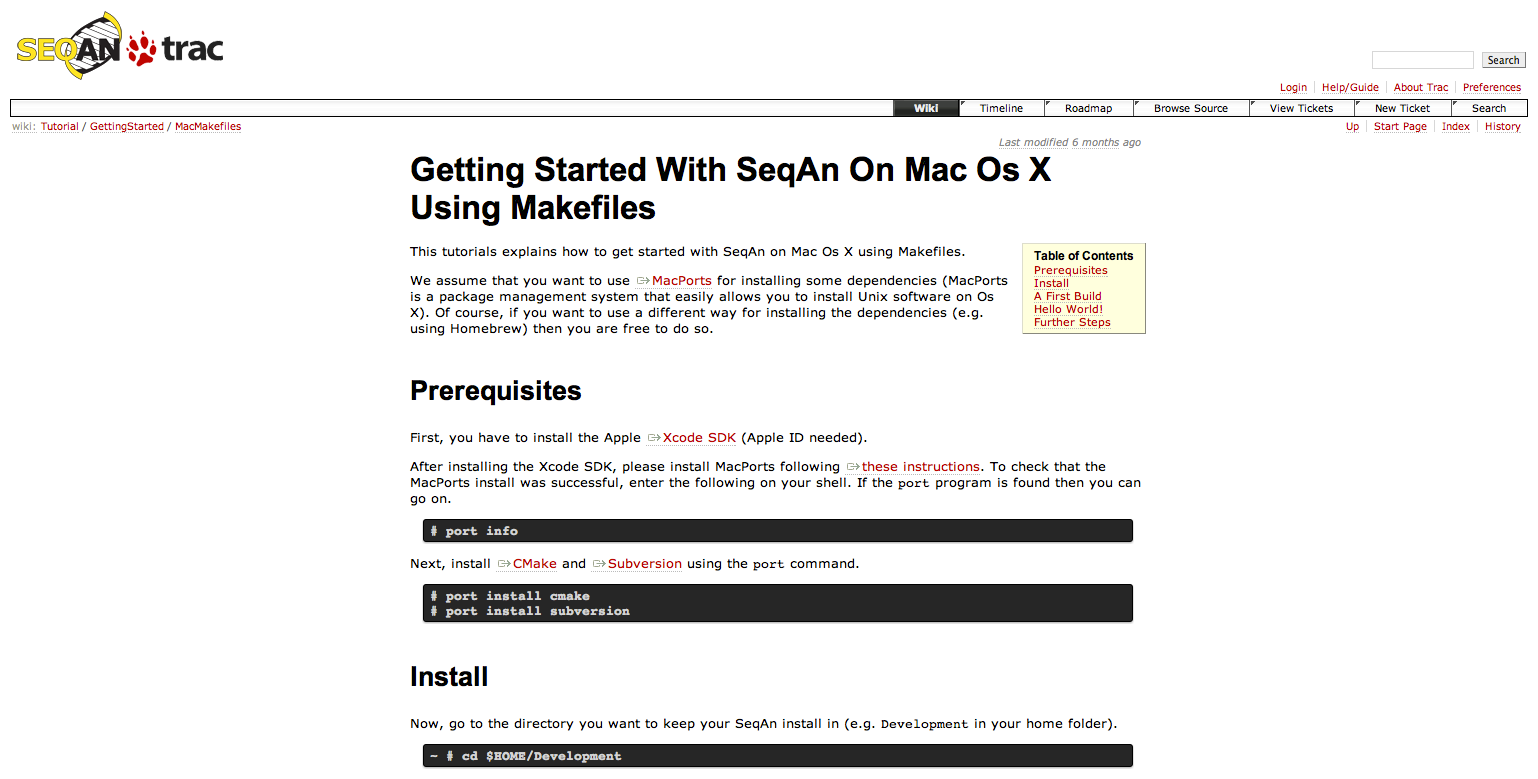 SEQAN trac
Search
Login Help/Guide About Trac Preferences
Wiki Timeline Roadmap Browse Source View Tickets New Ticket Search
wiki: Tutorial / GettingStarted / MacMakefiles
Up Start Page Index History
Last modified 6 months ago
Getting Started With SeqAn On Mac Os X
Using Makefiles
This tutorials explains how to get started with SeqAn on Mac Os X using Makefiles.
Table of Contents
Prerequisites
Install
A First Build
Hello World!
Further Steps
We assume that you want to use MacPorts for installing some dependencies (MacPorts
is a package management system that easily allows you to install Unix software on Os
X). Of course, if you want to use a different way for installing the dependencies (e.g.
using Homebrew) then you are free to do so.
Prerequisites
First, you have to install the Apple Xcode SDK (Apple ID needed).
After installing the Xcode SDK, please install MacPorts following these instructions. To check that the
MacPorts install was successful, enter the following on your shell. If the port program is found then you can
go on.
# port info
Next, install CMake and Subversion using the port command.
# port install cmake
# port install subversion
Install
Now, go to the directory you want to keep your SeqAn install in (e.g. Development in your home folder).
~ # cd $HOME/Development